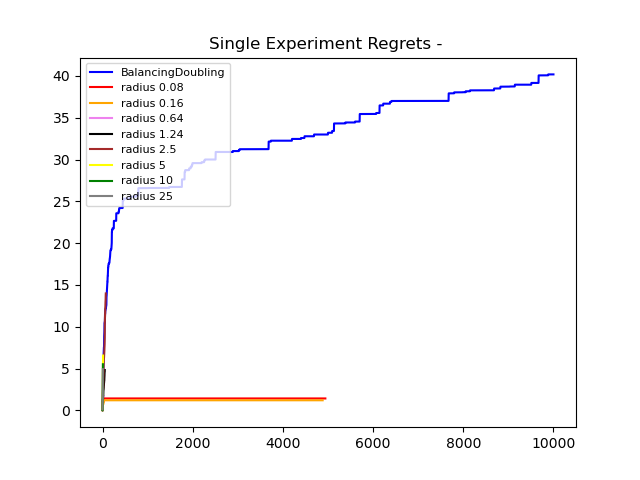 Single Experiment Regrets -
BalancingDoubling
radius 0.08
radius 0.16
radius 0.64
radius 1.24
radius 2.5
radius 5
radius 10
radius 25
40
35
30
25
20
15
10
5
0
0 2000 4000 6000 8000 10000